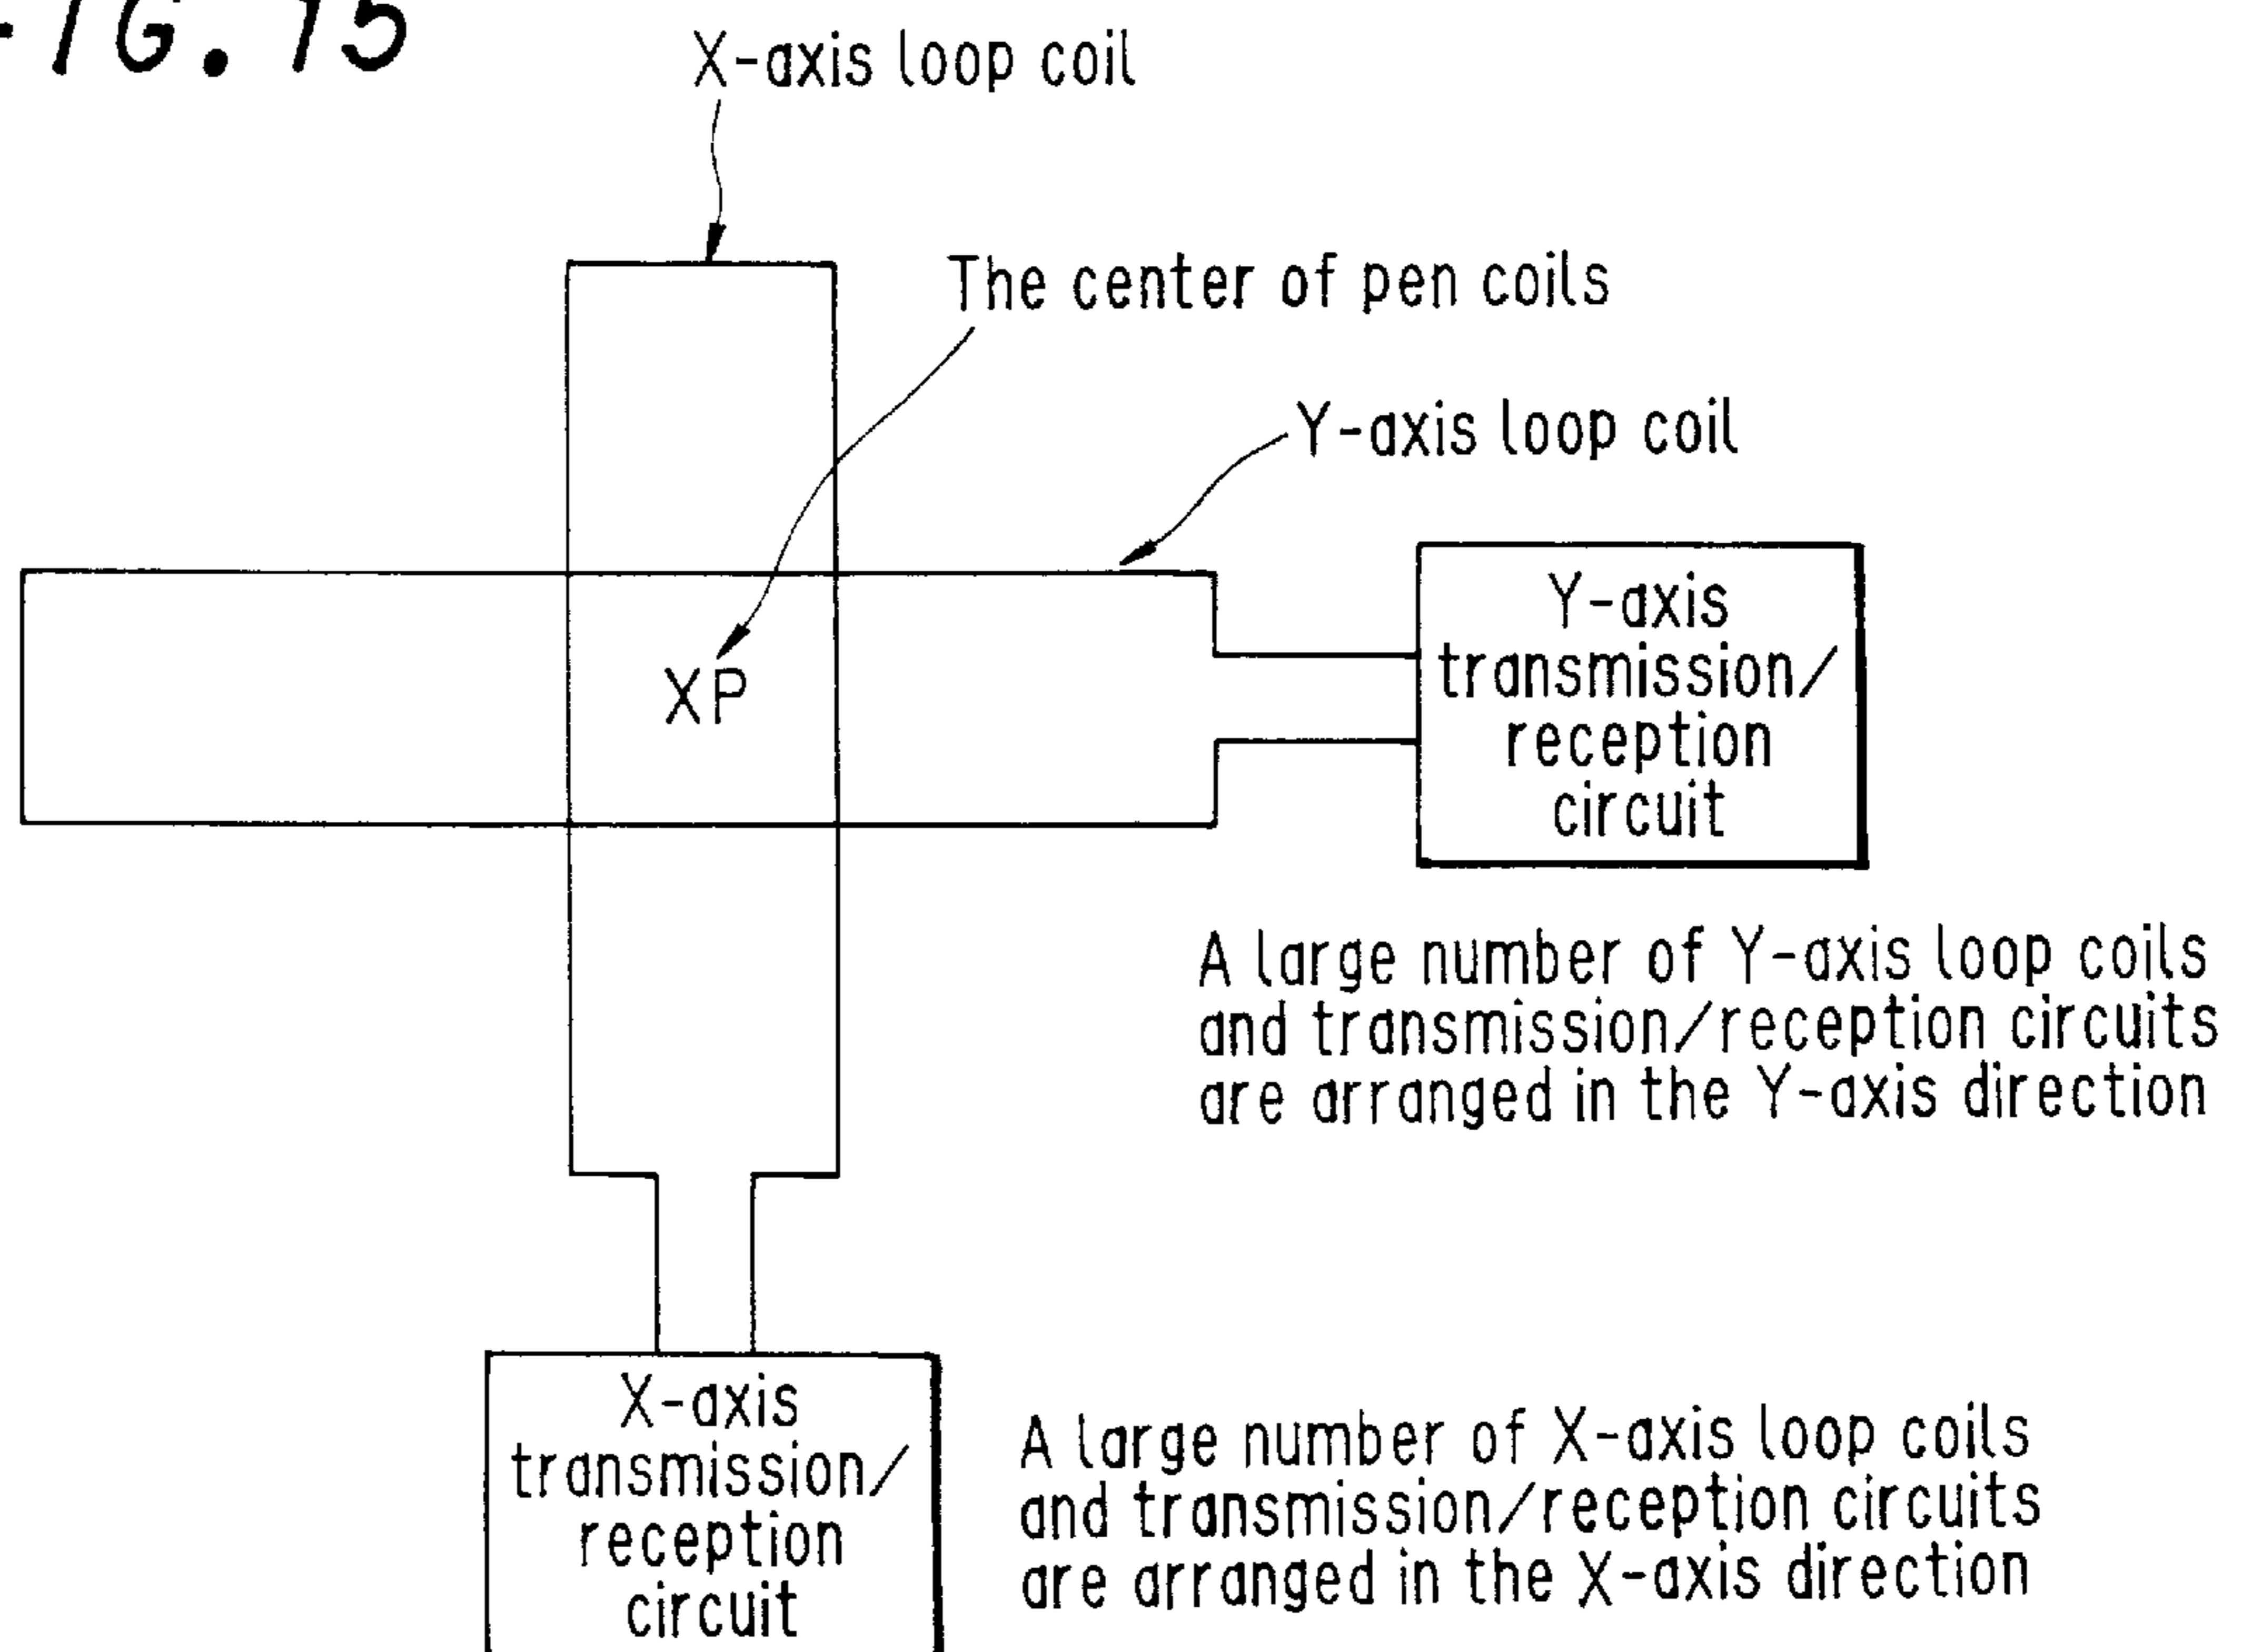 FIG. 15
X-axis loop coil
The center of pen coils
Y-axis loop coil
XP
Y-axis
transmission/
reception
circuit
A large number of Y-axis loop coils
and transmission/reception circuits
are arranged in the Y-axis direction
X-axis
transmission/
reception
circuit
A large number of X-axis loop coils
and transmission/reception circuits
are arranged in the X-axis direction